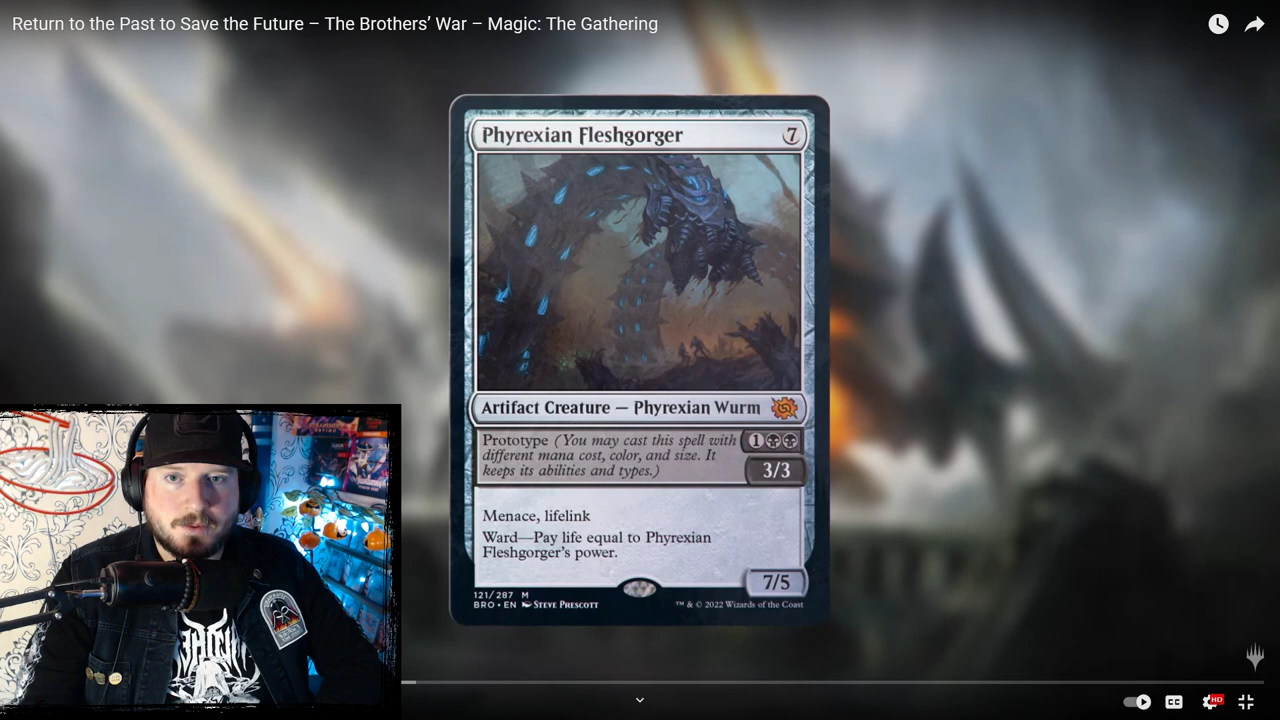 Return to the Past to Save the Future – The Brothers’ War – Magic: The Gathering
Phyrexian Fleshgorger 7
Artifact Creature — Phyrexian Wurm
Prototype (You may cast this spell with 1
different mana cost, color, and size. It
keeps its abilities and types.) 3/3
Menace, lifelink
Ward—Pay life equal to Phyrexian
Fleshgorger’s power.
7/5
121/287 M
BRO • EN STEVE PRESCOTT ™ & © 2022 Wizards of the Coast
CC HD